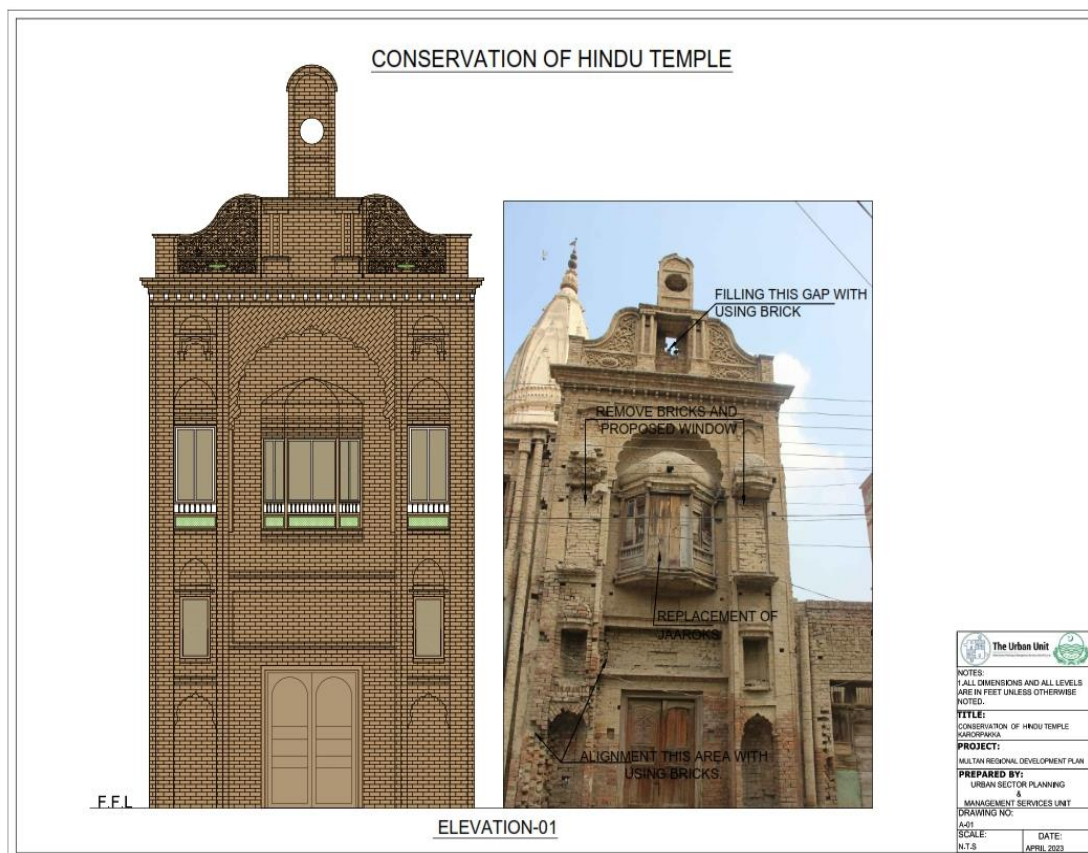 CONSERVATION OF HINDU TEMPLE
FILLING THIS GAP WITH
USING BRICK
REMOVE BRICKS AND
PROPOSED WINDOW
REPLACEMENT OF
JAAROKS
ALIGNMENT THIS AREA WITH
USING BRICKS.
F.F.L
ELEVATION-01
The Urban Unit
NOTES:
1.ALL DIMENSIONS AND ALL LEVELS
ARE IN FEET UNLESS OTHERWISE
NOTED.
TITLE:
CONSERVATION OF HINDU TEMPLE
KARORPAKKA
PROJECT:
MULTAN REGIONAL DEVELOPMENT PLAN
PREPARED BY:
URBAN SECTOR PLANNING
&
MANAGEMENT SERVICES UNIT
DRAWING NO:
A-01
SCALE:
N.T.S
DATE:
APRIL 2023